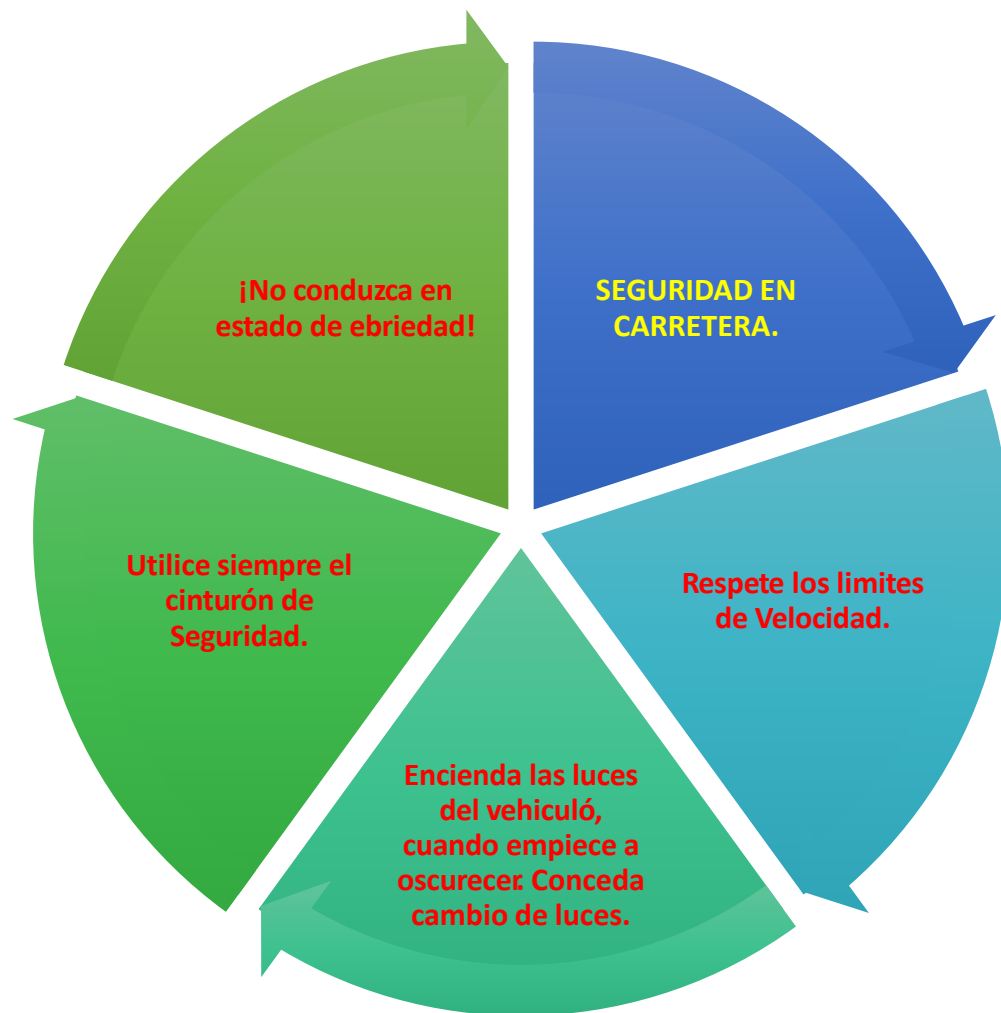 SEGURIDAD EN
CARRETERA.
Respete los limites
de Velocidad.
Encienda las luces
del vehiculó,
cuando empiece a
oscurecer. Conceda
cambio de luces.
Utilice siempre el
cinturón de
Seguridad.
¡No conduzca en
estado de ebriedad!